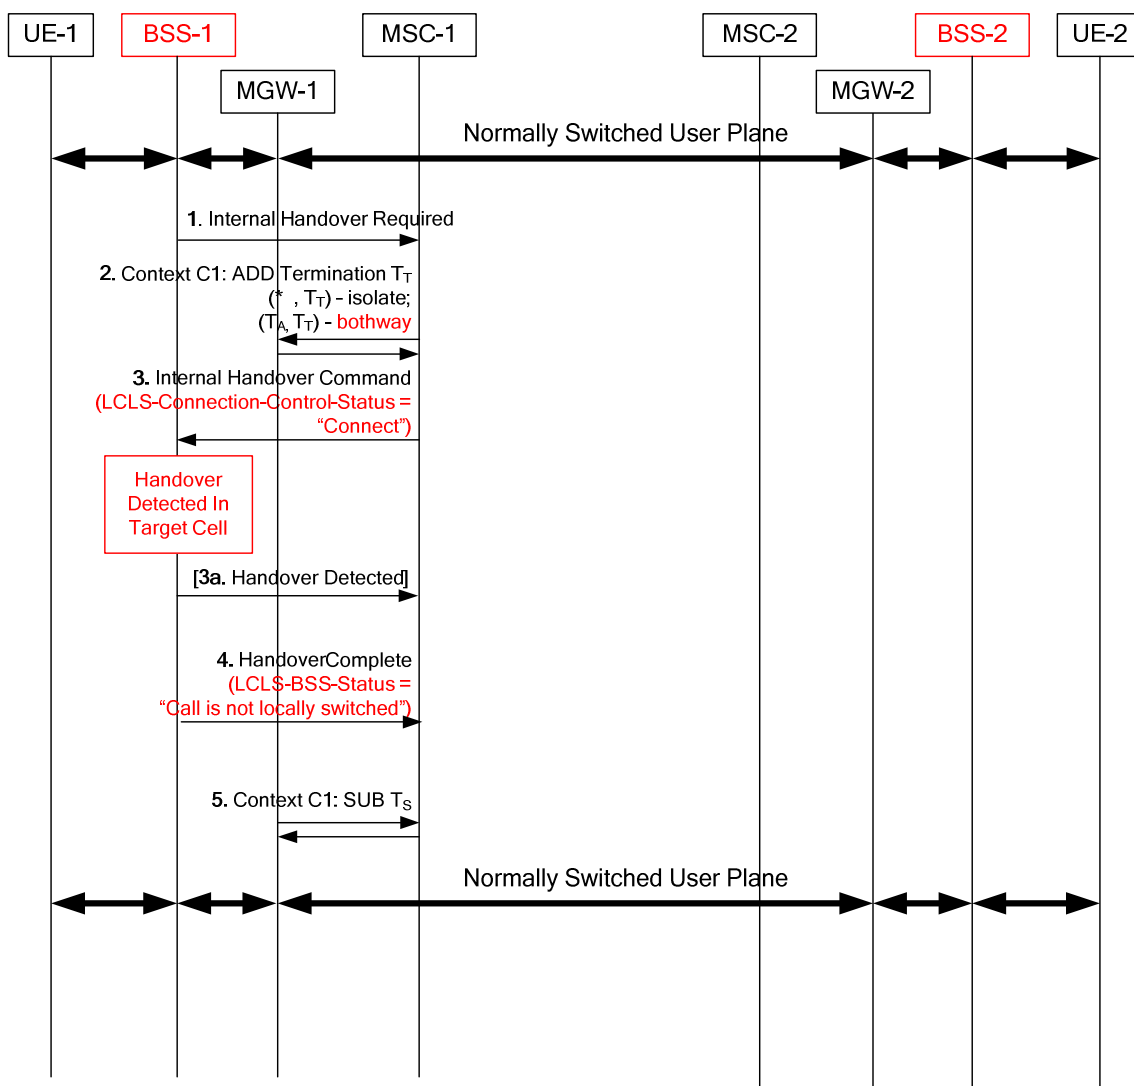 UE-1
BSS-1
MSC-1
MSC-2
BSS-2
UE-2
MGW-1
MGW-2
Normally Switched User Plane
1. Internal Handover Required
2. Context C1: ADD Termination TT
(* , TT) - isolate;
(TA, TT) - bothway
3. Internal Handover Command
(LCLS-Connection-Control-Status =
“Connect”)
Handover
Detected In
Target Cell
[3a. Handover Detected]
4. HandoverComplete
(LCLS-BSS-Status =
“Call is not locally switched”)
5. Context C1: SUB TS
Normally Switched User Plane